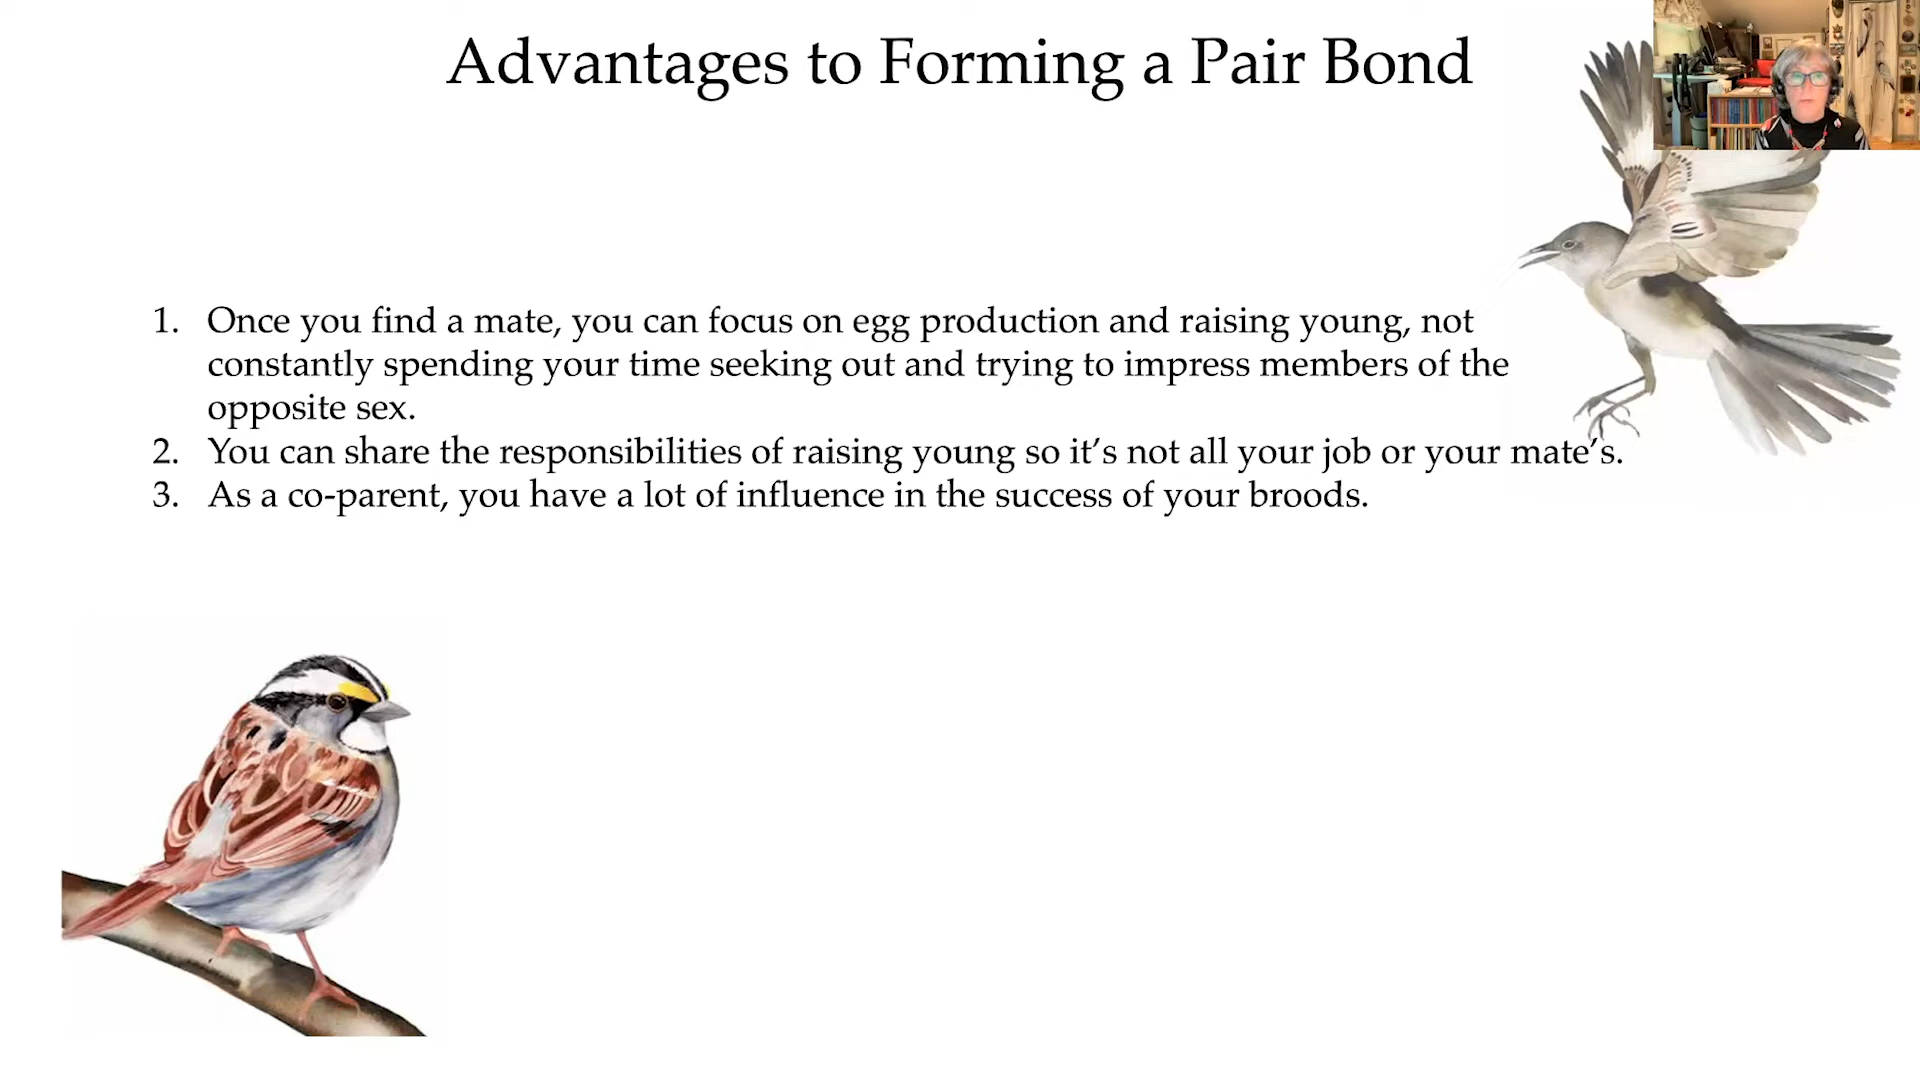 Advantages to Forming a Pair Bond
1. Once you find a mate, you can focus on egg production and raising young, not
constantly spending your time seeking out and trying to impress members of the
opposite sex.
2. You can share the responsibilities of raising young so it’s not all your job or your mate’s.
3. As a co-parent, you have a lot of influence in the success of your broods.